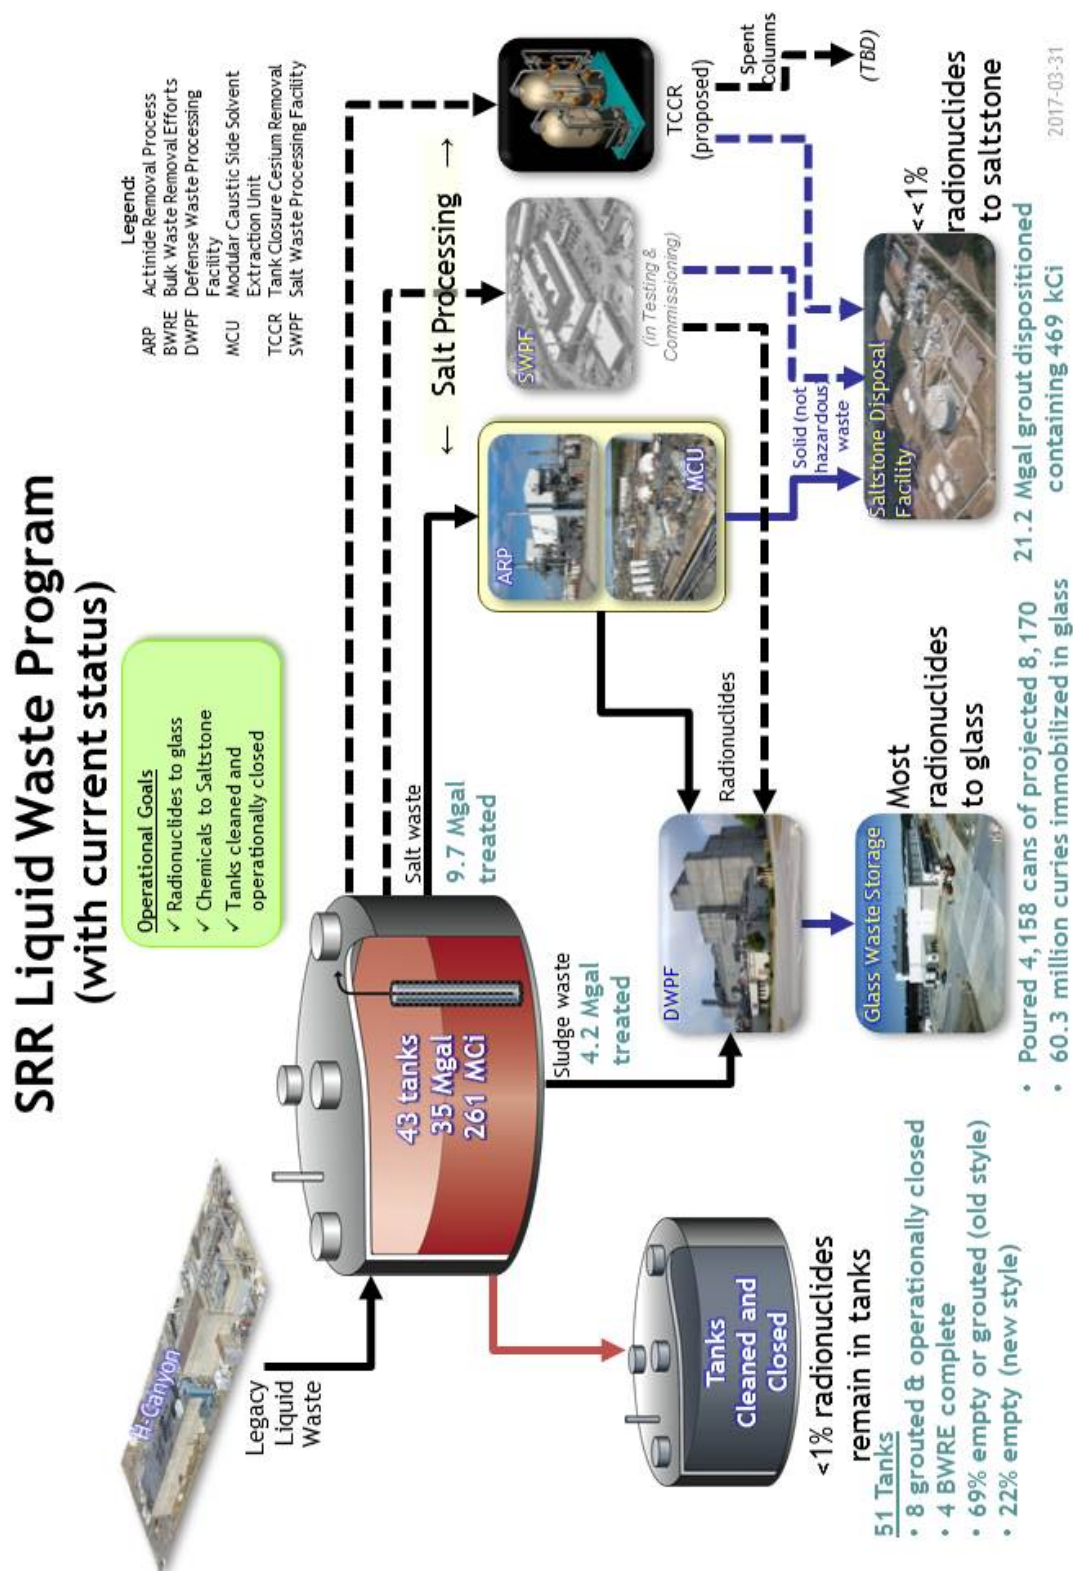 SRR Liquid Waste Program
(with current status)
Operational Goals
✓ Radionuclides to glass
✓ Chemicals to Saltstone
✓ Tanks cleaned and
operationally closed
Legend:
ARP Actinide Removal Process
BWRE Bulk Waste Removal Efforts
DWPF Defense Waste Processing
Facility
MCU Modular Caustic Side Solvent
Extraction Unit
TCCR Tank Closure Cesium Removal
SWPF Salt Waste Processing Facility
H-Canyon
Legacy
Liquid
Waste
43 tanks
35 Mgal
261 MCi
Salt waste
9.7 Mgal
treated
← Salt Processing →
ARP
MCU
SWPF
(in Testing &
Commissioning)
TCCR
(proposed)
Spent
Columns
(TBD)
Sludge waste
4.2 Mgal
treated
DWPF
Radionuclides
Solid (not
hazardous)
waste
Tanks
Cleaned and
Closed
<1% radionuclides
remain in tanks
Glass Waste Storage
Most
radionuclides
to glass
Saltstone Disposal
Facility
<<1%
radionuclides
to saltstone
51 Tanks
• 8 grouted & operationally closed
• 4 BWRE complete
• 69% empty or grouted (old style)
• 22% empty (new style)
• Poured 4,158 cans of projected 8,170
• 60.3 million curies immobilized in glass
21.2 Mgal grout dispositioned
containing 469 kCi
2017-03-31